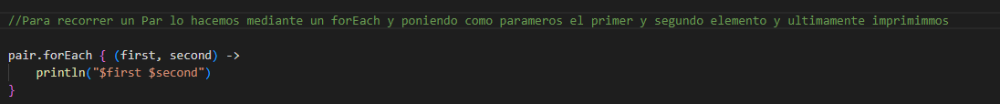 //Para recorrer un Par lo hacemos mediante un forEach y poniendo como parameros el primer y segundo elemento y ultimamente imprimimmos
pair.forEach { (first, second) ->
    println("$first $second")
}